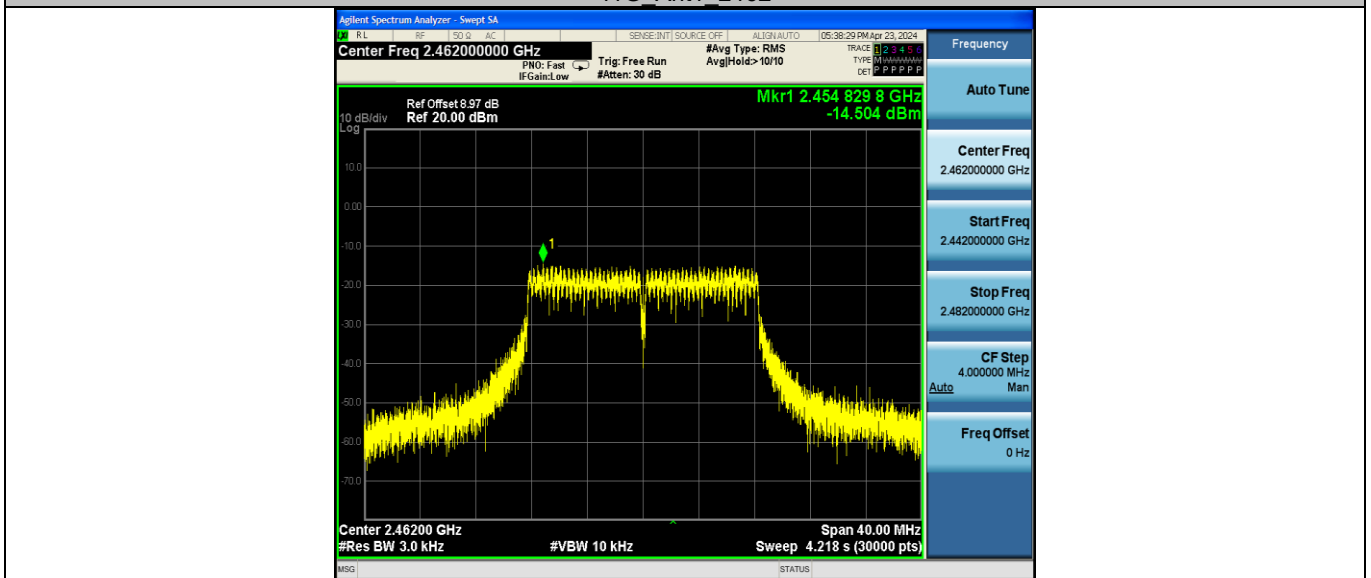 Agilent Spectrum Analyzer - Swept SA
RL RF 50 Ω AC SENSE:INT SOURCE OFF ALIGN AUTO 05:38:29 PM Apr 23, 2024
Center Freq 2.462000000 GHz
PNO: Fast
IFGain:Low
Trig: Free Run
#Atten: 30 dB
#Avg Type: RMS
Avg|Hold:> 10/10
TRACE 1 2 3 4 5 6
TYPE M
DET P P P P P P
Mkr1 2.454 829 8 GHz
-14.504 dBm
Ref Offset 8.97 dB
10 dB/div Ref 20.00 dBm
Log
10.0
0.00
-10.0
-20.0
-30.0
-40.0
-50.0
-60.0
-70.0
1
Center 2.46200 GHz Span 40.00 MHz
#Res BW 3.0 kHz #VBW 10 kHz Sweep 4.218 s (30000 pts)
MSG STATUS
Frequency
Auto Tune
Center Freq
2.462000000 GHz
Start Freq
2.442000000 GHz
Stop Freq
2.482000000 GHz
CF Step
4.000000 MHz
Auto Man
Freq Offset
0 Hz